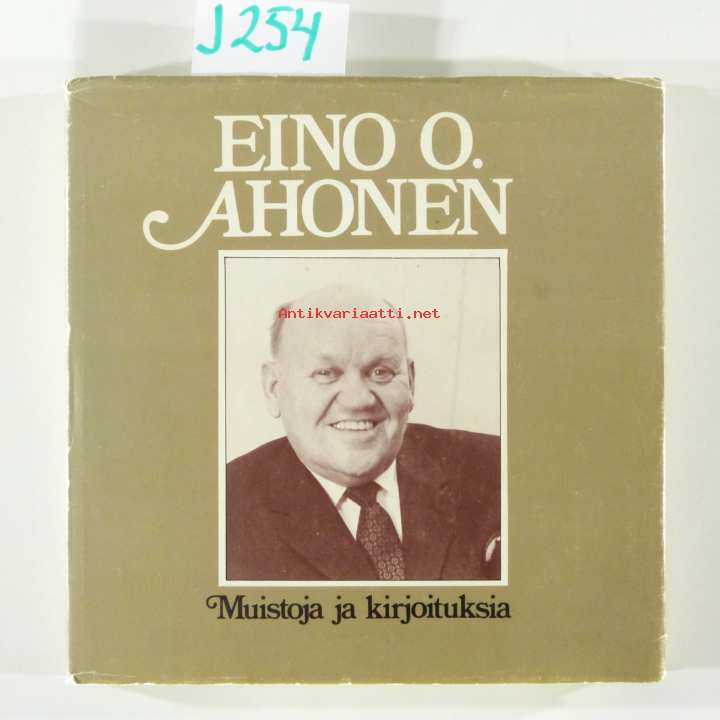 J254
EINO O.
AHONEN
Antikvariaatti.net
Muistoja ja kirjoituksia